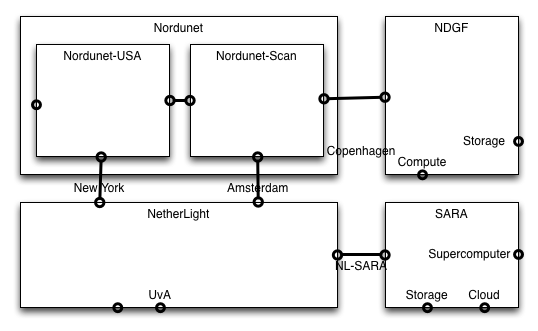 Nordunet
NDGF
Nordunet-USA
Nordunet-Scan
Storage
Copenhagen
Compute
New York
Amsterdam
NetherLight
SARA
Supercomputer
NL-SARA
UvA
Storage
Cloud